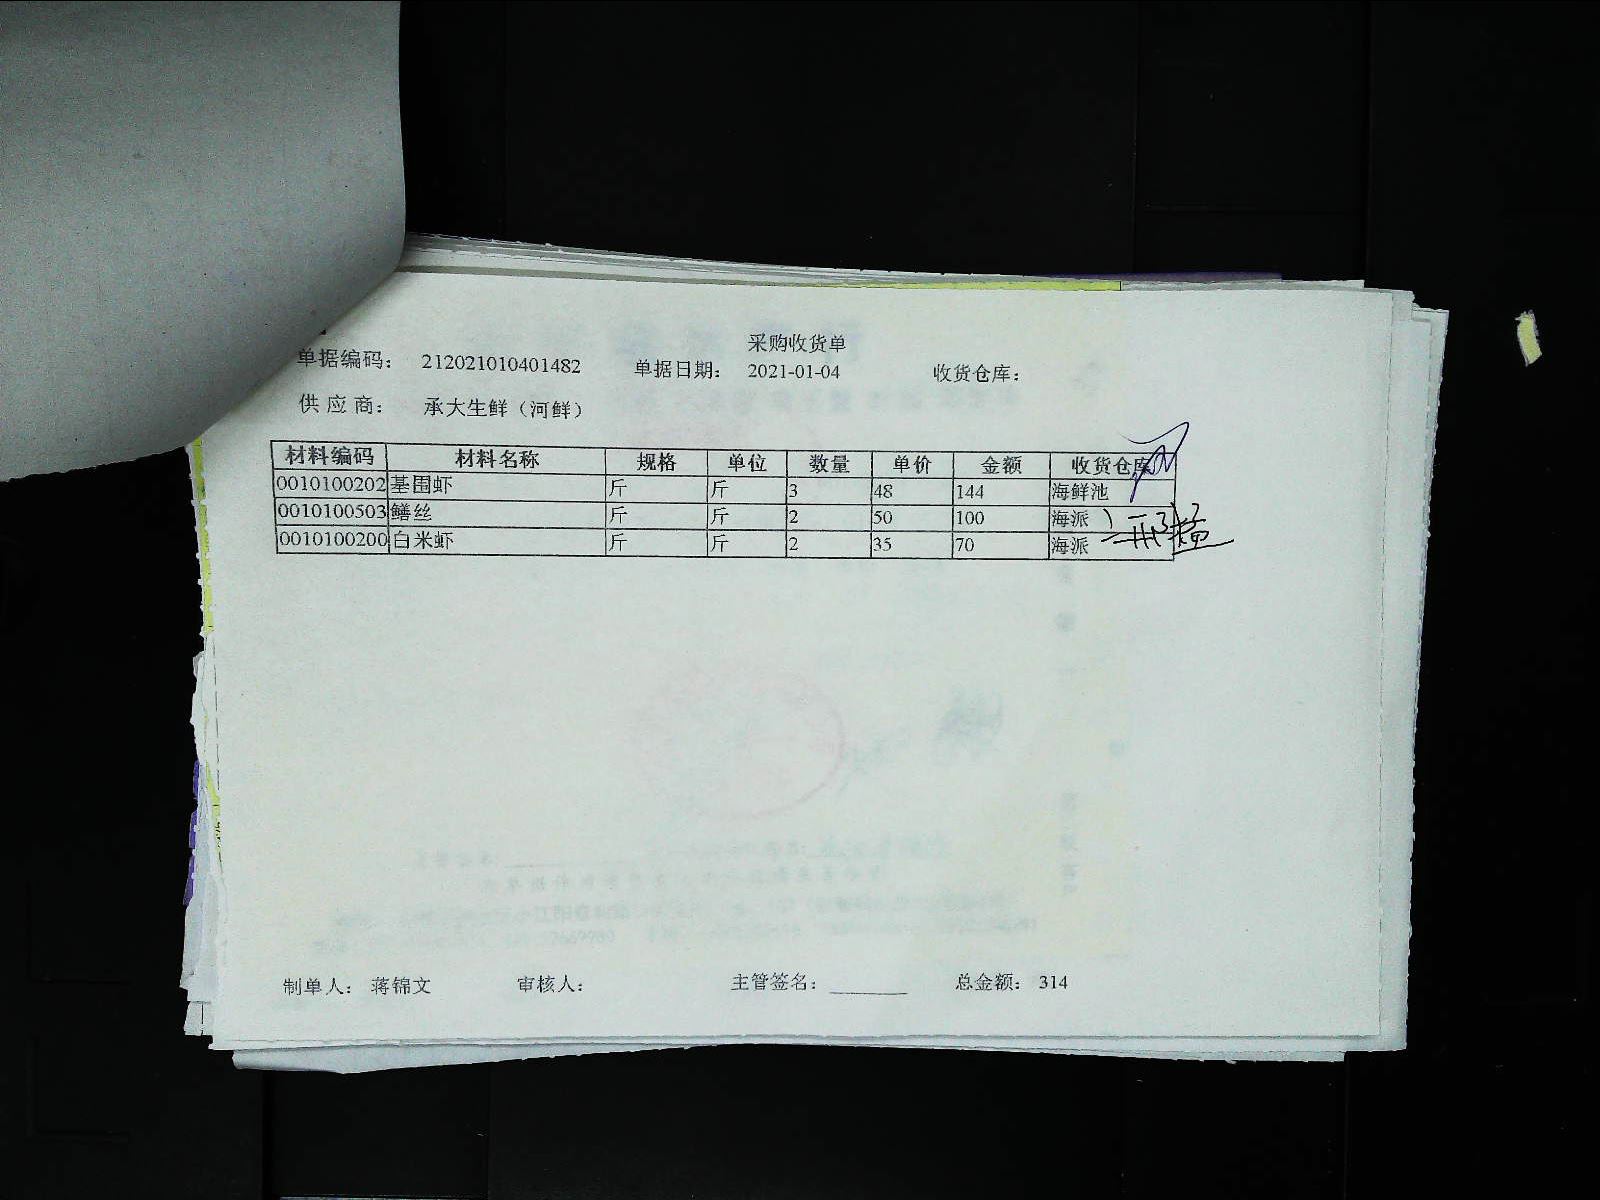 采购收货单
单据编码： 212021010401482 单据日期： 2021-01-04 收货仓库：
供 应 商： 承大生鲜（河鲜）
材料编码 材料名称 规格 单位 数量 单价 金额 收货仓库
0010100202 基围虾 斤 斤 3 48 144 海鲜池
0010100503 鳝丝 斤 斤 2 50 100 海派
0010100200 白米虾 斤 斤 2 35 70 海派
制单人： 蒋锦文 审核人： 主管签名： 总金额： 314